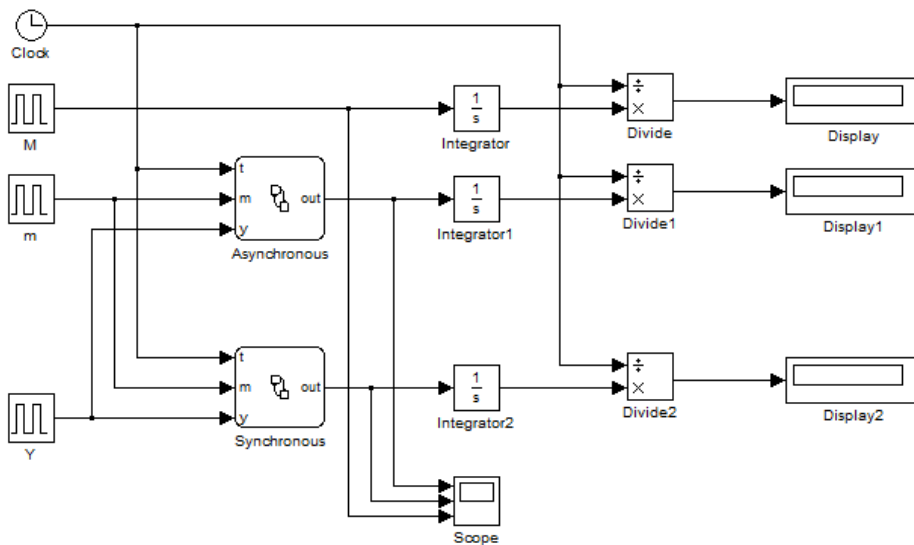 Clock
M
1
s
Integrator
÷
×
Divide
Display
m
t
m
y
out
Asynchronous
1
s
Integrator1
÷
×
Divide1
Display1
Y
t
m
y
out
Synchronous
1
s
Integrator2
÷
×
Divide2
Display2
Scope